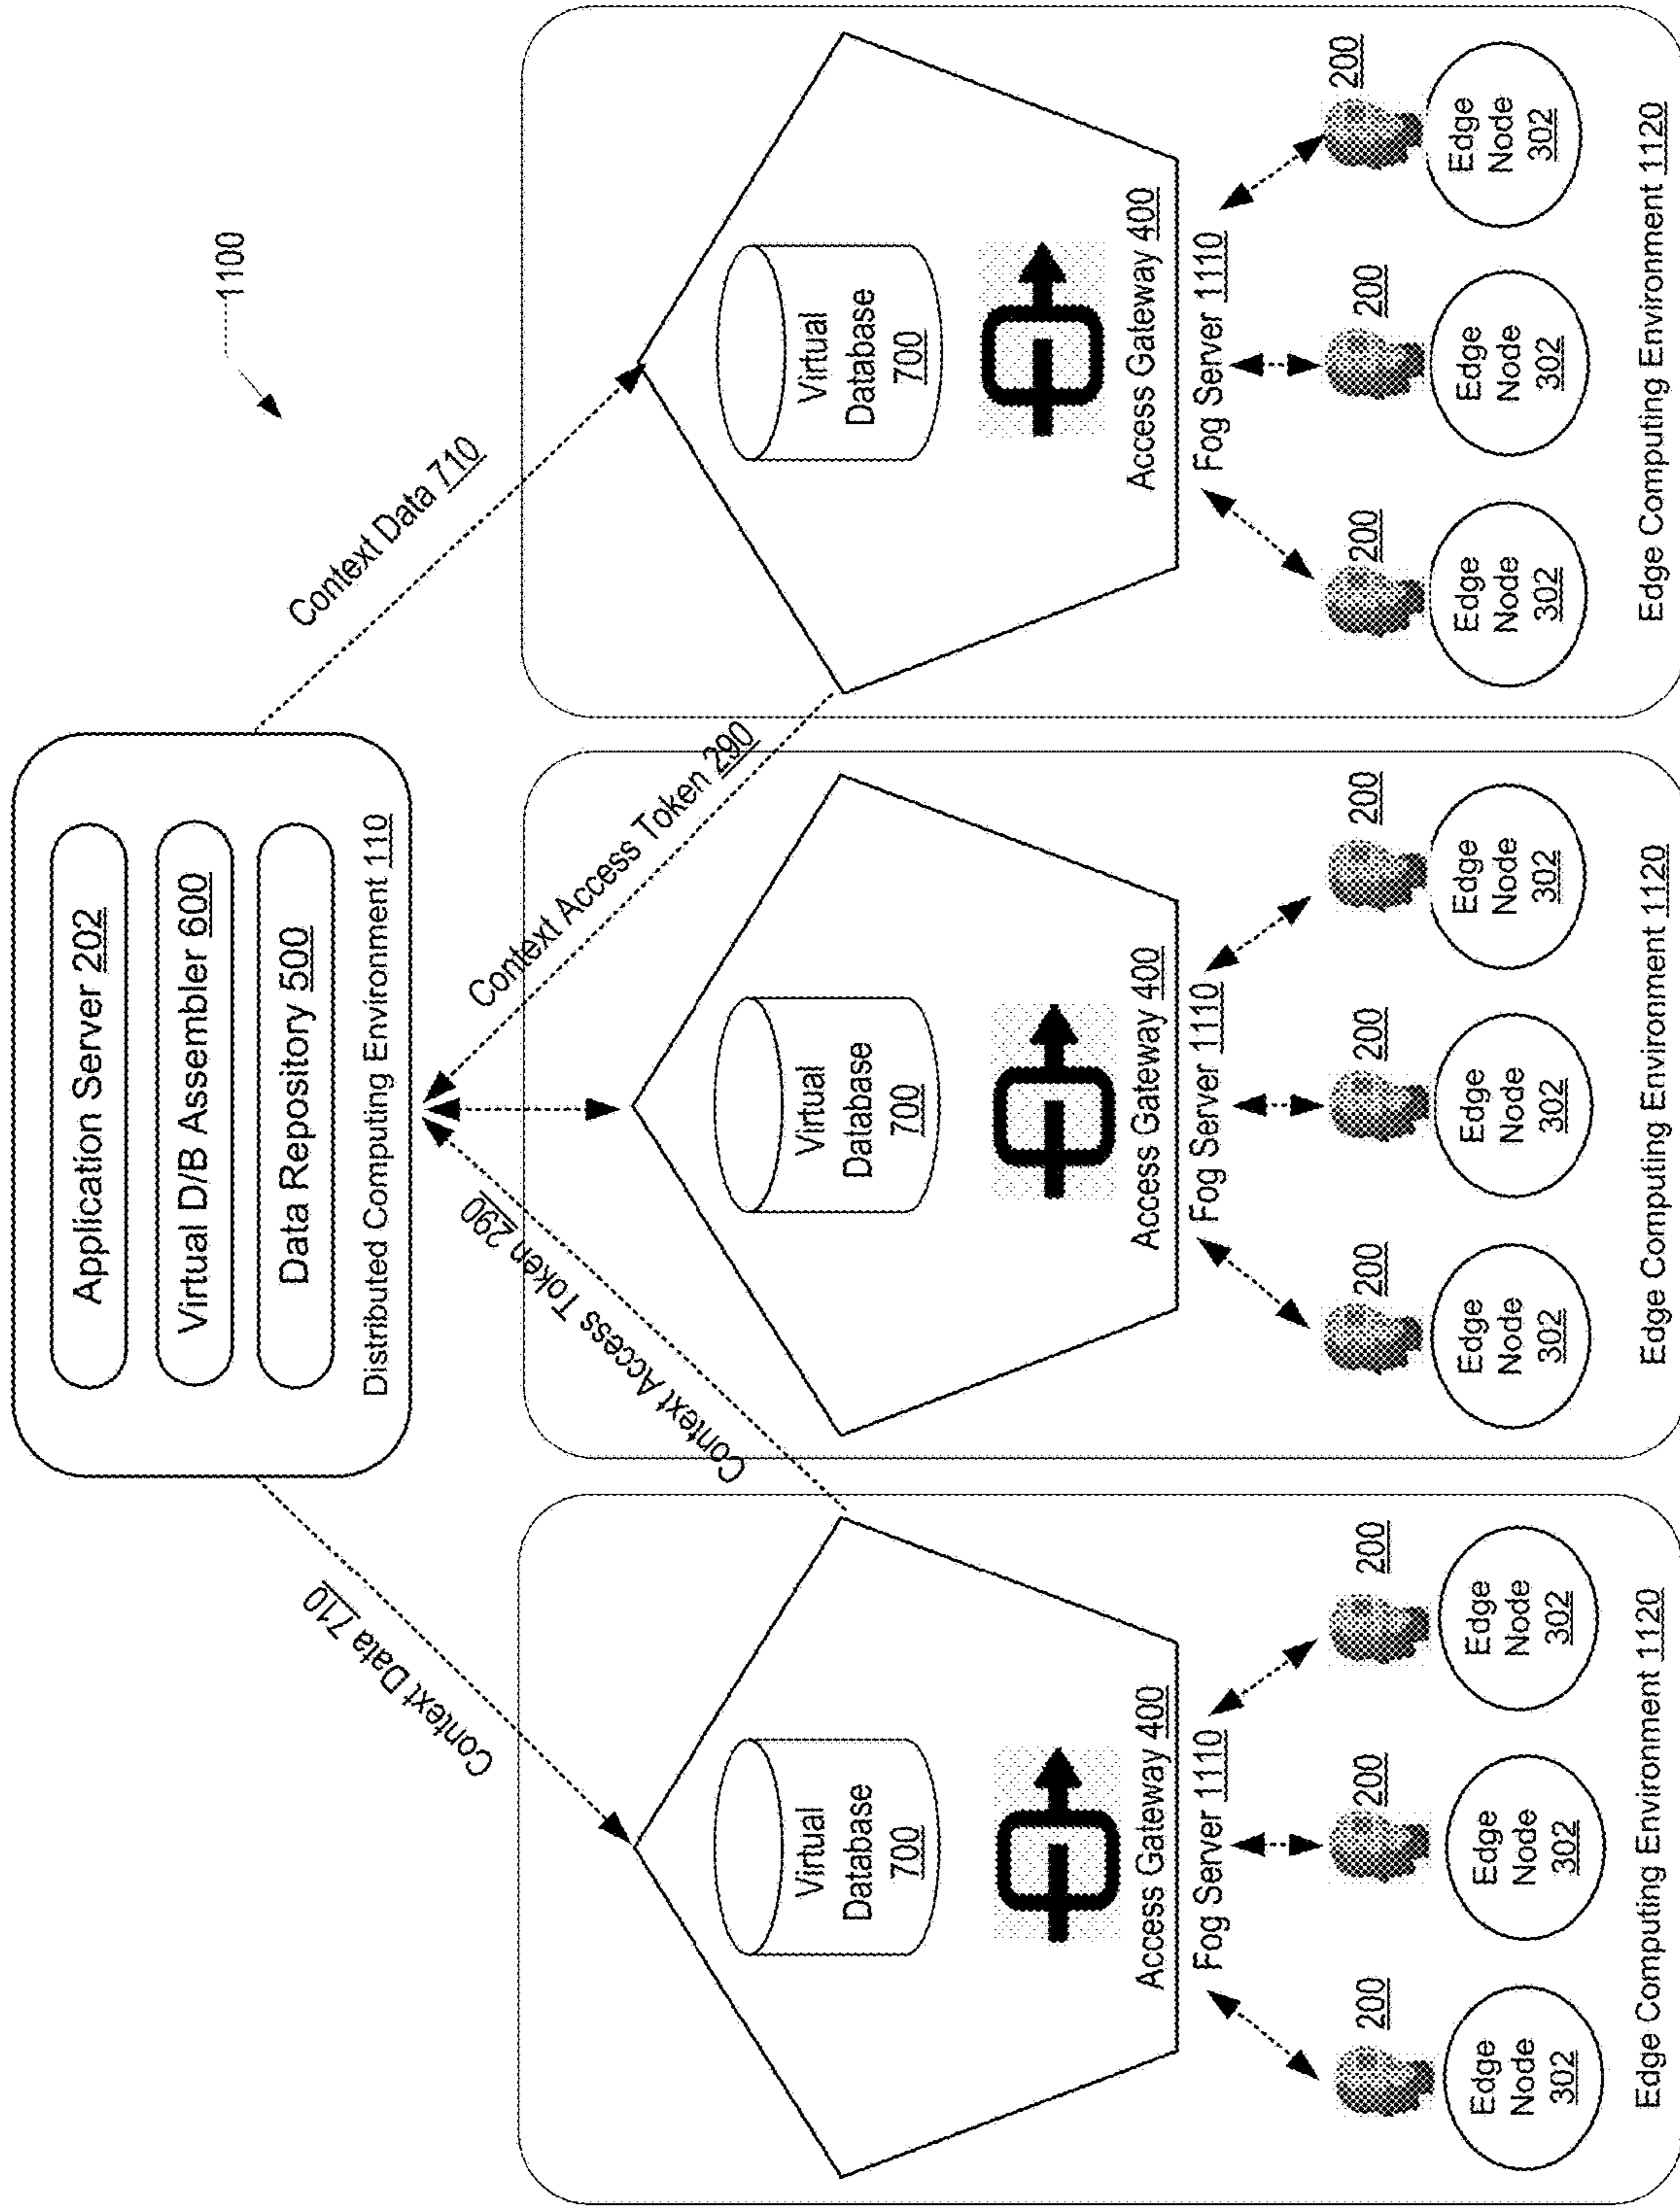 1100
Application Server 202
Virtual D/B Assembler 600
Data Repository 500
Distributed Computing Environment 110
Context Data 710
Context Access Token 290
Context Access Token 290
Context Data 710
Virtual
Database
700
Access Gateway 400
Fog Server 1110
200
200
200
Edge
Node
302
Edge
Node
302
Edge
Node
302
Edge Computing Environment 1120
Virtual
Database
700
Access Gateway 400
Fog Server 1110
200
200
200
Edge
Node
302
Edge
Node
302
Edge
Node
302
Edge Computing Environment 1120
Virtual
Database
700
Access Gateway 400
Fog Server 1110
200
200
200
Edge
Node
302
Edge
Node
302
Edge
Node
302
Edge Computing Environment 1120